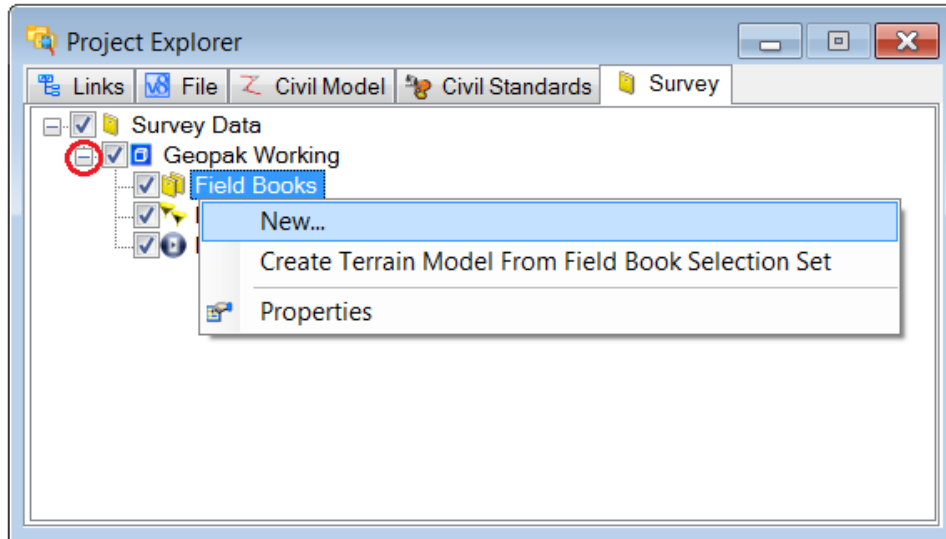 Project Explorer
Links File Civil Model Civil Standards Survey
Survey Data
Geopak Working
Field Books
New...
Create Terrain Model From Field Book Selection Set
Properties